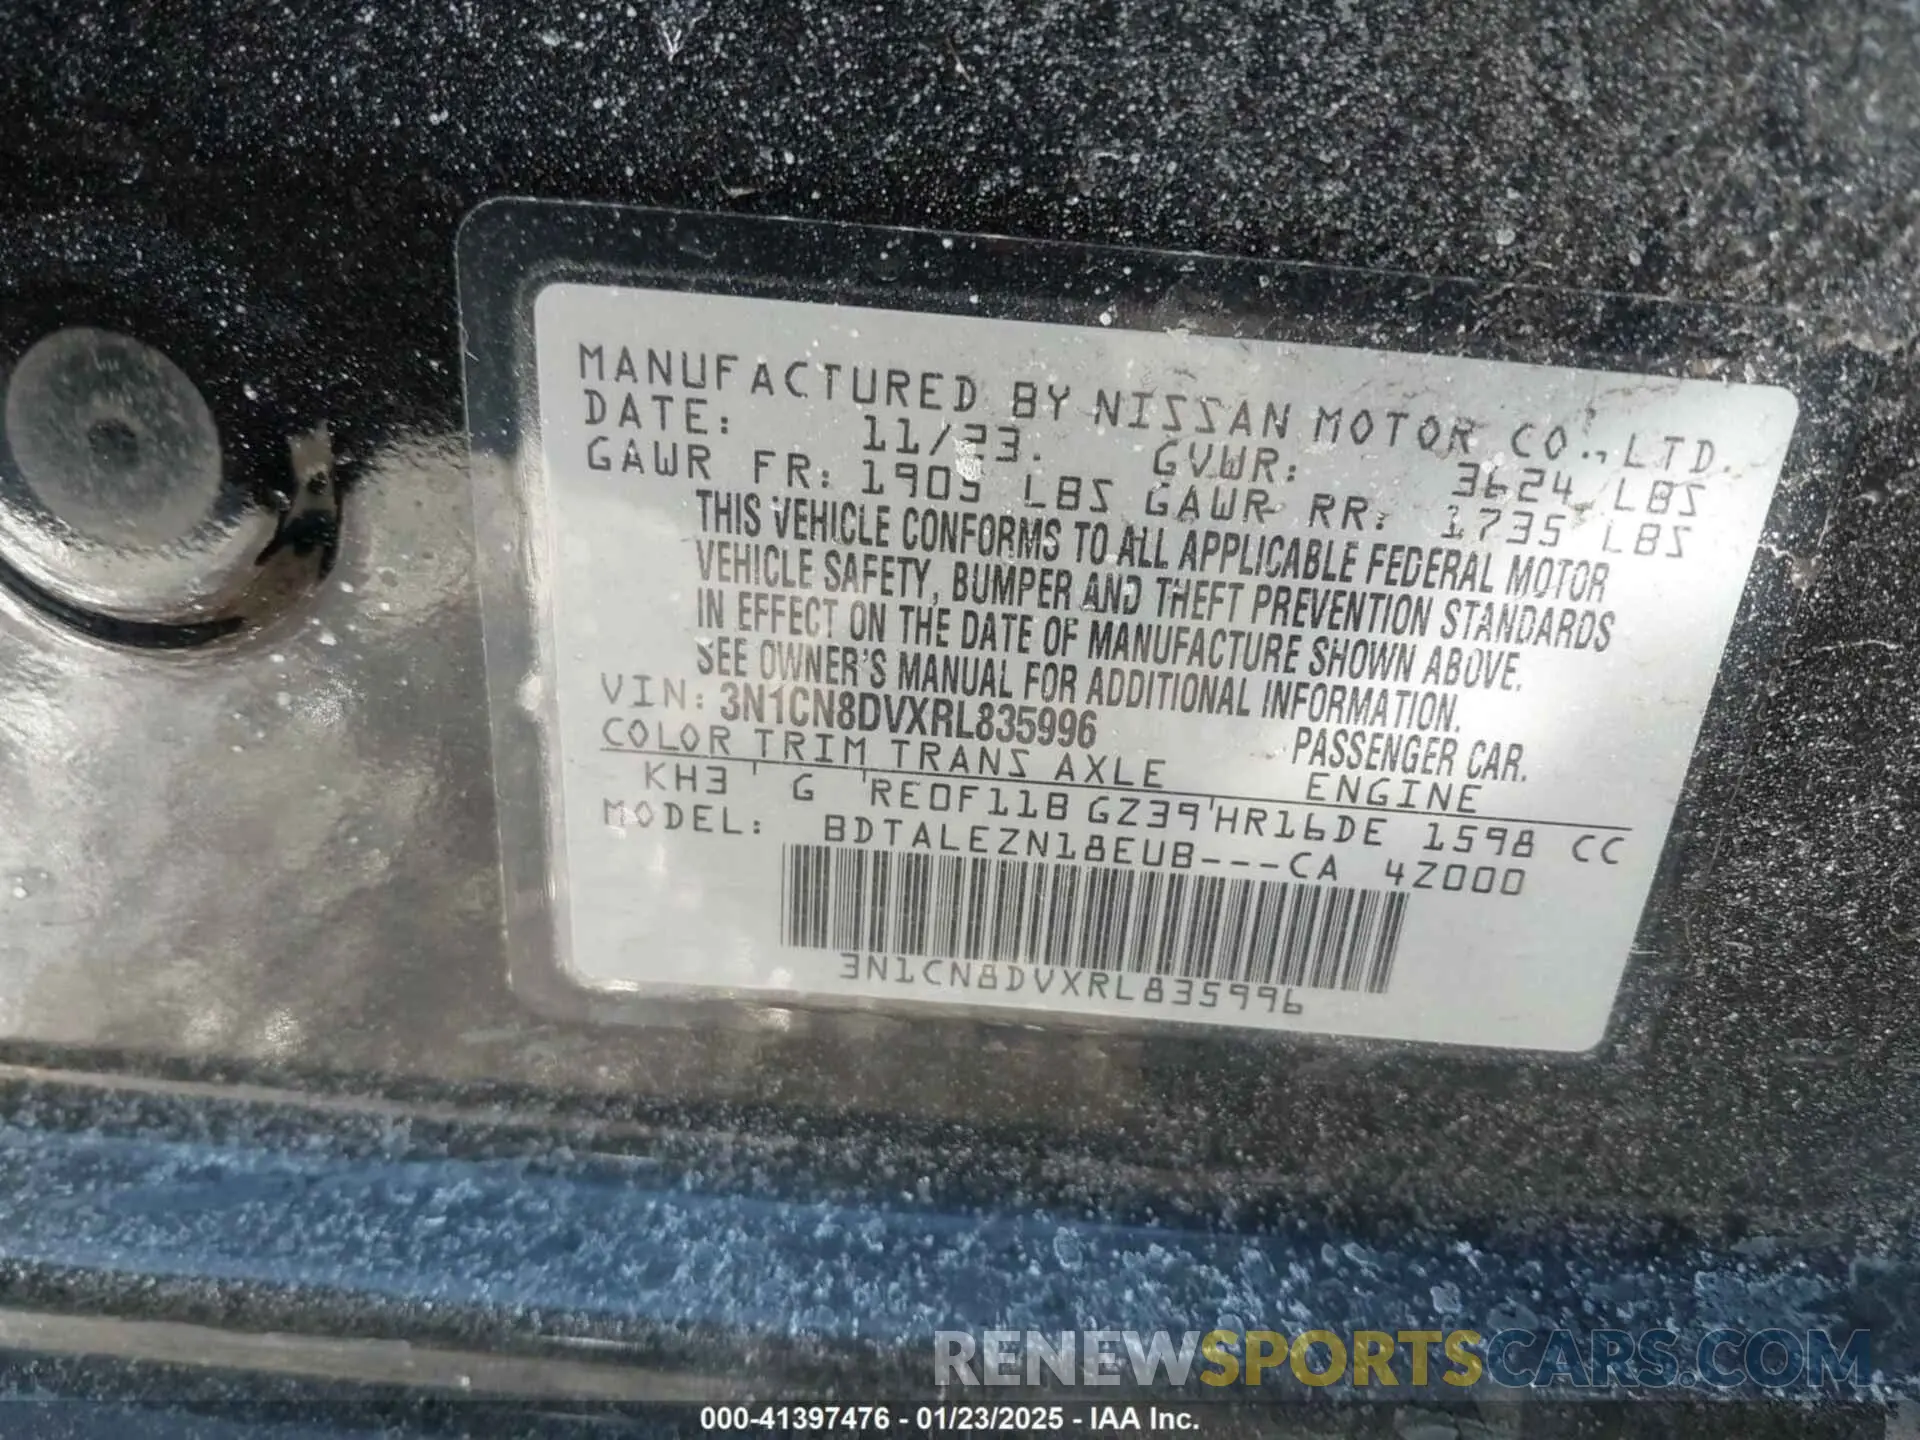 MANUFACTURED BY NISSAN MOTOR CO., LTD.
DATE: 11/23. GVWR: 3624 LBS
GAWR FR: 1905 LBS GAWR RR: 1735 LBS
THIS VEHICLE CONFORMS TO ALL APPLICABLE FEDERAL MOTOR
VEHICLE SAFETY, BUMPER AND THEFT PREVENTION STANDARDS
IN EFFECT ON THE DATE OF MANUFACTURE SHOWN ABOVE.
SEE OWNER'S MANUAL FOR ADDITIONAL INFORMATION.
VIN: 3N1CN8DVXRL835996 PASSENGER CAR.
COLOR TRIM TRANS AXLE ENGINE
KH3 ' G 'RE0F11B GZ39'HR16DE 1598 CC
MODEL: BDTALEZN18EUB---CA 4Z000
3N1CN8DVXRL835996
RENEWSPORTSCARS.COM
000-41397476 - 01/23/2025 - IAA Inc.